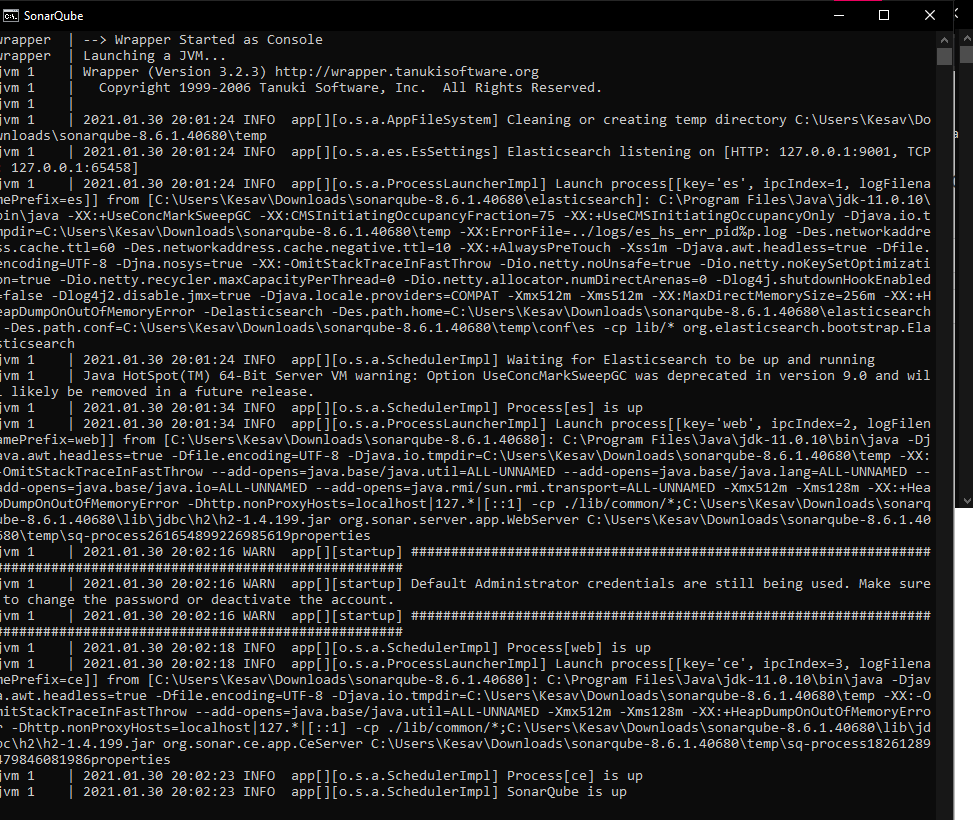 SonarQube
wrapper  | --> Wrapper Started as Console
wrapper  | Launching a JVM...
jvm 1    | Wrapper (Version 3.2.3) http://wrapper.tanukisoftware.org
jvm 1    |   Copyright 1999-2006 Tanuki Software, Inc.  All Rights Reserved.
jvm 1    |
jvm 1    | 2021.01.30 20:01:24 INFO  app[][o.s.a.AppFileSystem] Cleaning or creating temp directory C:\Users\Kesav\Do
wnloads\sonarqube-8.6.1.40680\temp
jvm 1    | 2021.01.30 20:01:24 INFO  app[][o.s.a.es.EsSettings] Elasticsearch listening on [HTTP: 127.0.0.1:9001, TCP
: 127.0.0.1:65458]
jvm 1    | 2021.01.30 20:01:24 INFO  app[][o.s.a.ProcessLauncherImpl] Launch process[[key='es', ipcIndex=1, logFilena
mePrefix=es]] from [C:\Users\Kesav\Downloads\sonarqube-8.6.1.40680\elasticsearch]: C:\Program Files\Java\jdk-11.0.10\
bin\java -XX:+UseConcMarkSweepGC -XX:CMSInitiatingOccupancyFraction=75 -XX:+UseCMSInitiatingOccupancyOnly -Djava.io.t
mpdir=C:\Users\Kesav\Downloads\sonarqube-8.6.1.40680\temp -XX:ErrorFile=../logs/es_hs_err_pid%p.log -Des.networkaddre
ss.cache.ttl=60 -Des.networkaddress.cache.negative.ttl=10 -XX:+AlwaysPreTouch -Xss1m -Djava.awt.headless=true -Dfile.
encoding=UTF-8 -Djna.nosys=true -XX:-OmitStackTraceInFastThrow -Dio.netty.noUnsafe=true -Dio.netty.noKeySetOptimizati
on=true -Dio.netty.recycler.maxCapacityPerThread=0 -Dio.netty.allocator.numDirectArenas=0 -Dlog4j.shutdownHookEnabled
=false -Dlog4j2.disable.jmx=true -Djava.locale.providers=COMPAT -Xmx512m -Xms512m -XX:MaxDirectMemorySize=256m -XX:+H
eapDumpOnOutOfMemoryError -Delasticsearch -Des.path.home=C:\Users\Kesav\Downloads\sonarqube-8.6.1.40680\elasticsearch
 -Des.path.conf=C:\Users\Kesav\Downloads\sonarqube-8.6.1.40680\temp\conf\es -cp lib/* org.elasticsearch.bootstrap.Ela
sticsearch
jvm 1    | 2021.01.30 20:01:24 INFO  app[][o.s.a.SchedulerImpl] Waiting for Elasticsearch to be up and running
jvm 1    | Java HotSpot(TM) 64-Bit Server VM warning: Option UseConcMarkSweepGC was deprecated in version 9.0 and wil
l likely be removed in a future release.
jvm 1    | 2021.01.30 20:01:34 INFO  app[][o.s.a.SchedulerImpl] Process[es] is up
jvm 1    | 2021.01.30 20:01:34 INFO  app[][o.s.a.ProcessLauncherImpl] Launch process[[key='web', ipcIndex=2, logFilen
amePrefix=web]] from [C:\Users\Kesav\Downloads\sonarqube-8.6.1.40680]: C:\Program Files\Java\jdk-11.0.10\bin\java -Dj
ava.awt.headless=true -Dfile.encoding=UTF-8 -Djava.io.tmpdir=C:\Users\Kesav\Downloads\sonarqube-8.6.1.40680\temp -XX:
-OmitStackTraceInFastThrow --add-opens=java.base/java.util=ALL-UNNAMED --add-opens=java.base/java.lang=ALL-UNNAMED --
add-opens=java.base/java.io=ALL-UNNAMED --add-opens=java.rmi/sun.rmi.transport=ALL-UNNAMED -Xmx512m -Xms128m -XX:+Hea
pDumpOnOutOfMemoryError -Dhttp.nonProxyHosts=localhost|127.*|[::1] -cp ./lib/common/*;C:\Users\Kesav\Downloads\sonarq
ube-8.6.1.40680\lib\jdbc\h2\h2-1.4.199.jar org.sonar.server.app.WebServer C:\Users\Kesav\Downloads\sonarqube-8.6.1.40
680\temp\sq-process261654899226985619properties
jvm 1    | 2021.01.30 20:02:16 WARN  app[][startup] #################################################################
###################################################
jvm 1    | 2021.01.30 20:02:16 WARN  app[][startup] Default Administrator credentials are still being used. Make sure
 to change the password or deactivate the account.
jvm 1    | 2021.01.30 20:02:16 WARN  app[][startup] #################################################################
###################################################
jvm 1    | 2021.01.30 20:02:18 INFO  app[][o.s.a.SchedulerImpl] Process[web] is up
jvm 1    | 2021.01.30 20:02:18 INFO  app[][o.s.a.ProcessLauncherImpl] Launch process[[key='ce', ipcIndex=3, logFilena
mePrefix=ce]] from [C:\Users\Kesav\Downloads\sonarqube-8.6.1.40680]: C:\Program Files\Java\jdk-11.0.10\bin\java -Djav
a.awt.headless=true -Dfile.encoding=UTF-8 -Djava.io.tmpdir=C:\Users\Kesav\Downloads\sonarqube-8.6.1.40680\temp -XX:-O
mitStackTraceInFastThrow --add-opens=java.base/java.util=ALL-UNNAMED -Xmx512m -Xms128m -XX:+HeapDumpOnOutOfMemoryErro
r -Dhttp.nonProxyHosts=localhost|127.*|[::1] -cp ./lib/common/*;C:\Users\Kesav\Downloads\sonarqube-8.6.1.40680\lib\jd
bc\h2\h2-1.4.199.jar org.sonar.ce.app.CeServer C:\Users\Kesav\Downloads\sonarqube-8.6.1.40680\temp\sq-process18261289
479846081986properties
jvm 1    | 2021.01.30 20:02:23 INFO  app[][o.s.a.SchedulerImpl] Process[ce] is up
jvm 1    | 2021.01.30 20:02:23 INFO  app[][o.s.a.SchedulerImpl] SonarQube is up